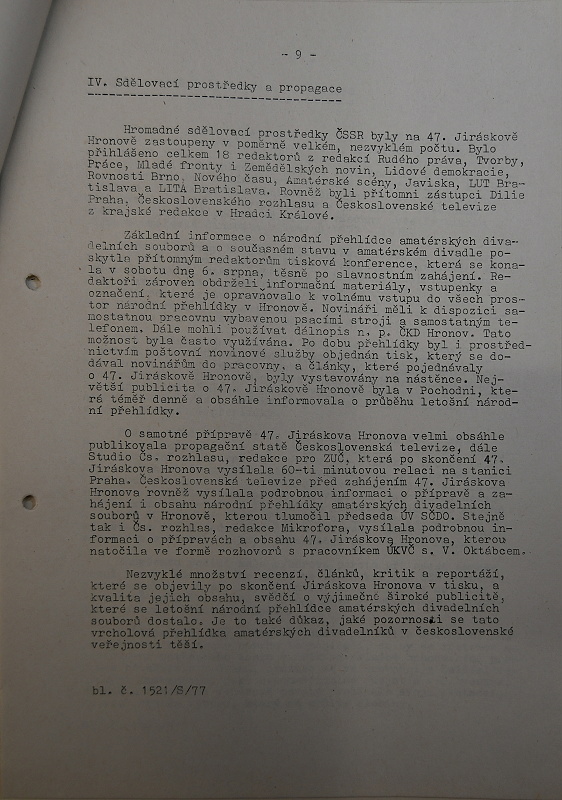 - 9 -
IV. Sdělovací prostředky a propagace
Hromadné sdělovací prostředky ČSSR byly na 47. Jiráskově
Hronově zastoupeny v poměrně velkém, nezvyklém počtu. Bylo
přihlášeno celkem 18 redaktorů z redakcí Rudého práva, Tvorby,
Práce, Mladé fronty i Zemědělských novin, Lidové demokracie,
Rovnosti Brno, Nového času, Amatérské scény, Javiska, LUT Bra-
tislava a LITA Bratislava. Rovněž byli přítomni zástupci Dilie
Praha, Československého rozhlasu a Československé televize
z krajské redakce v Hradci Králové.
Základní informace o národní přehlídce amatérských diva-
delních souborů a o současném stavu v amatérském divadle po-
skytla přítomným redaktorům tisková konference, která se kona-
la v sobotu dne 6. srpna, těsně po slavnostním zahájení. Re-
daktoři zároveň obdrželi informační materiály, vstupenky a
označení, které je opravňovalo k volnému vstupu do všech pros-
tor národní přehlídky v Hronově. Novináři měli k dispozici sa-
mostatnou pracovnu vybavenou psacími stroji a samostatným te-
lefonem. Dále mohli používat dálnopis n. p. ČKD Hronov. Tato
možnost byla často využívána. Po dobu přehlídky byl i prostřed-
nictvím poštovní novinové služby objednán tisk, který se do-
dával novinářům do pracovny, a články, které pojednávaly
o 47. Jiráskově Hronově, byly vystavovány na nástěnce. Nej-
větší publicita o 47. Jiráskově Hronově byla v Pochodni, kte-
rá téměř denně a obsáhle informovala o průběhu letošní národ-
ní přehlídky.
O samotné přípravě 47. Jiráskova Hronova velmi obsáhle
publikovala propagační statě Československá televize, dále
Studio Čs. rozhlasu, redakce pro ZUČ, která po skončení 47.
Jiráskova Hronova vysílala 60-ti minutovou relaci na stanici
Praha. Československá televize před zahájením 47. Jiráskova
Hronova rovněž vysílala podrobnou informaci o přípravě a za-
hájení i obsahu národní přehlídky amatérských divadelních
souborů v Hronově, kterou tlumočil předseda ÚV SČDO. Stejně
tak i Čs. rozhlas, redakce Mikrofora, vysílala podrobnou in-
formaci o přípravách a obsahu 47. Jiráskova Hronova, kterou
natočila ve formě rozhovorů s pracovníkem ÚKVČ s. V. Oktábcem.
Nezvyklé množství recenzí, článků, kritik a reportáží,
které se objevily po skončení Jiráskova Hronova v tisku, a
kvalita jejich obsahu, svědčí o výjimečně široké publicitě,
které se letošní národní přehlídce amatérských divadelních
souborů dostalo. Je to také důkaz, jaké pozornosti se tato
vrcholová přehlídka amatérských divadelníků v československé
veřejnosti těší.
bl. č. 1521/S/77